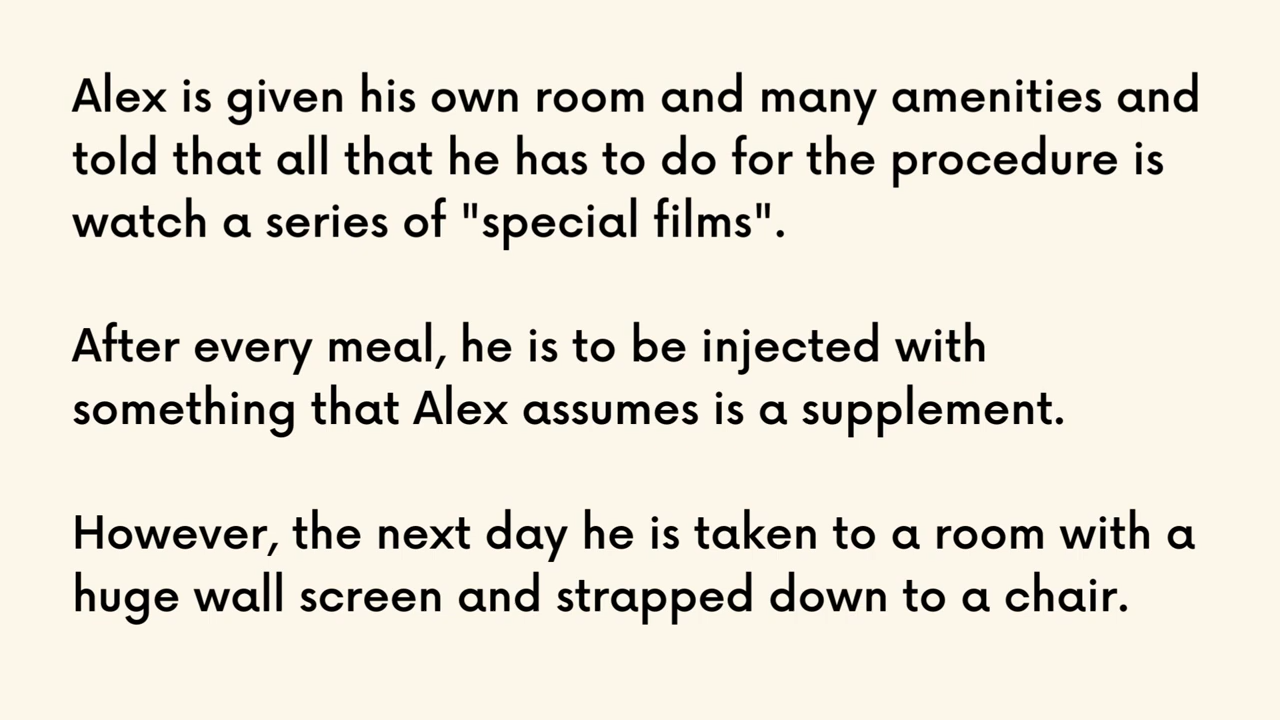 Alex is given his own room and many amenities and
told that all that he has to do for the procedure is
watch a series of "special films".
After every meal, he is to be injected with
something that Alex assumes is a supplement.
However, the next day he is taken to a room with a
huge wall screen and strapped down to a chair.